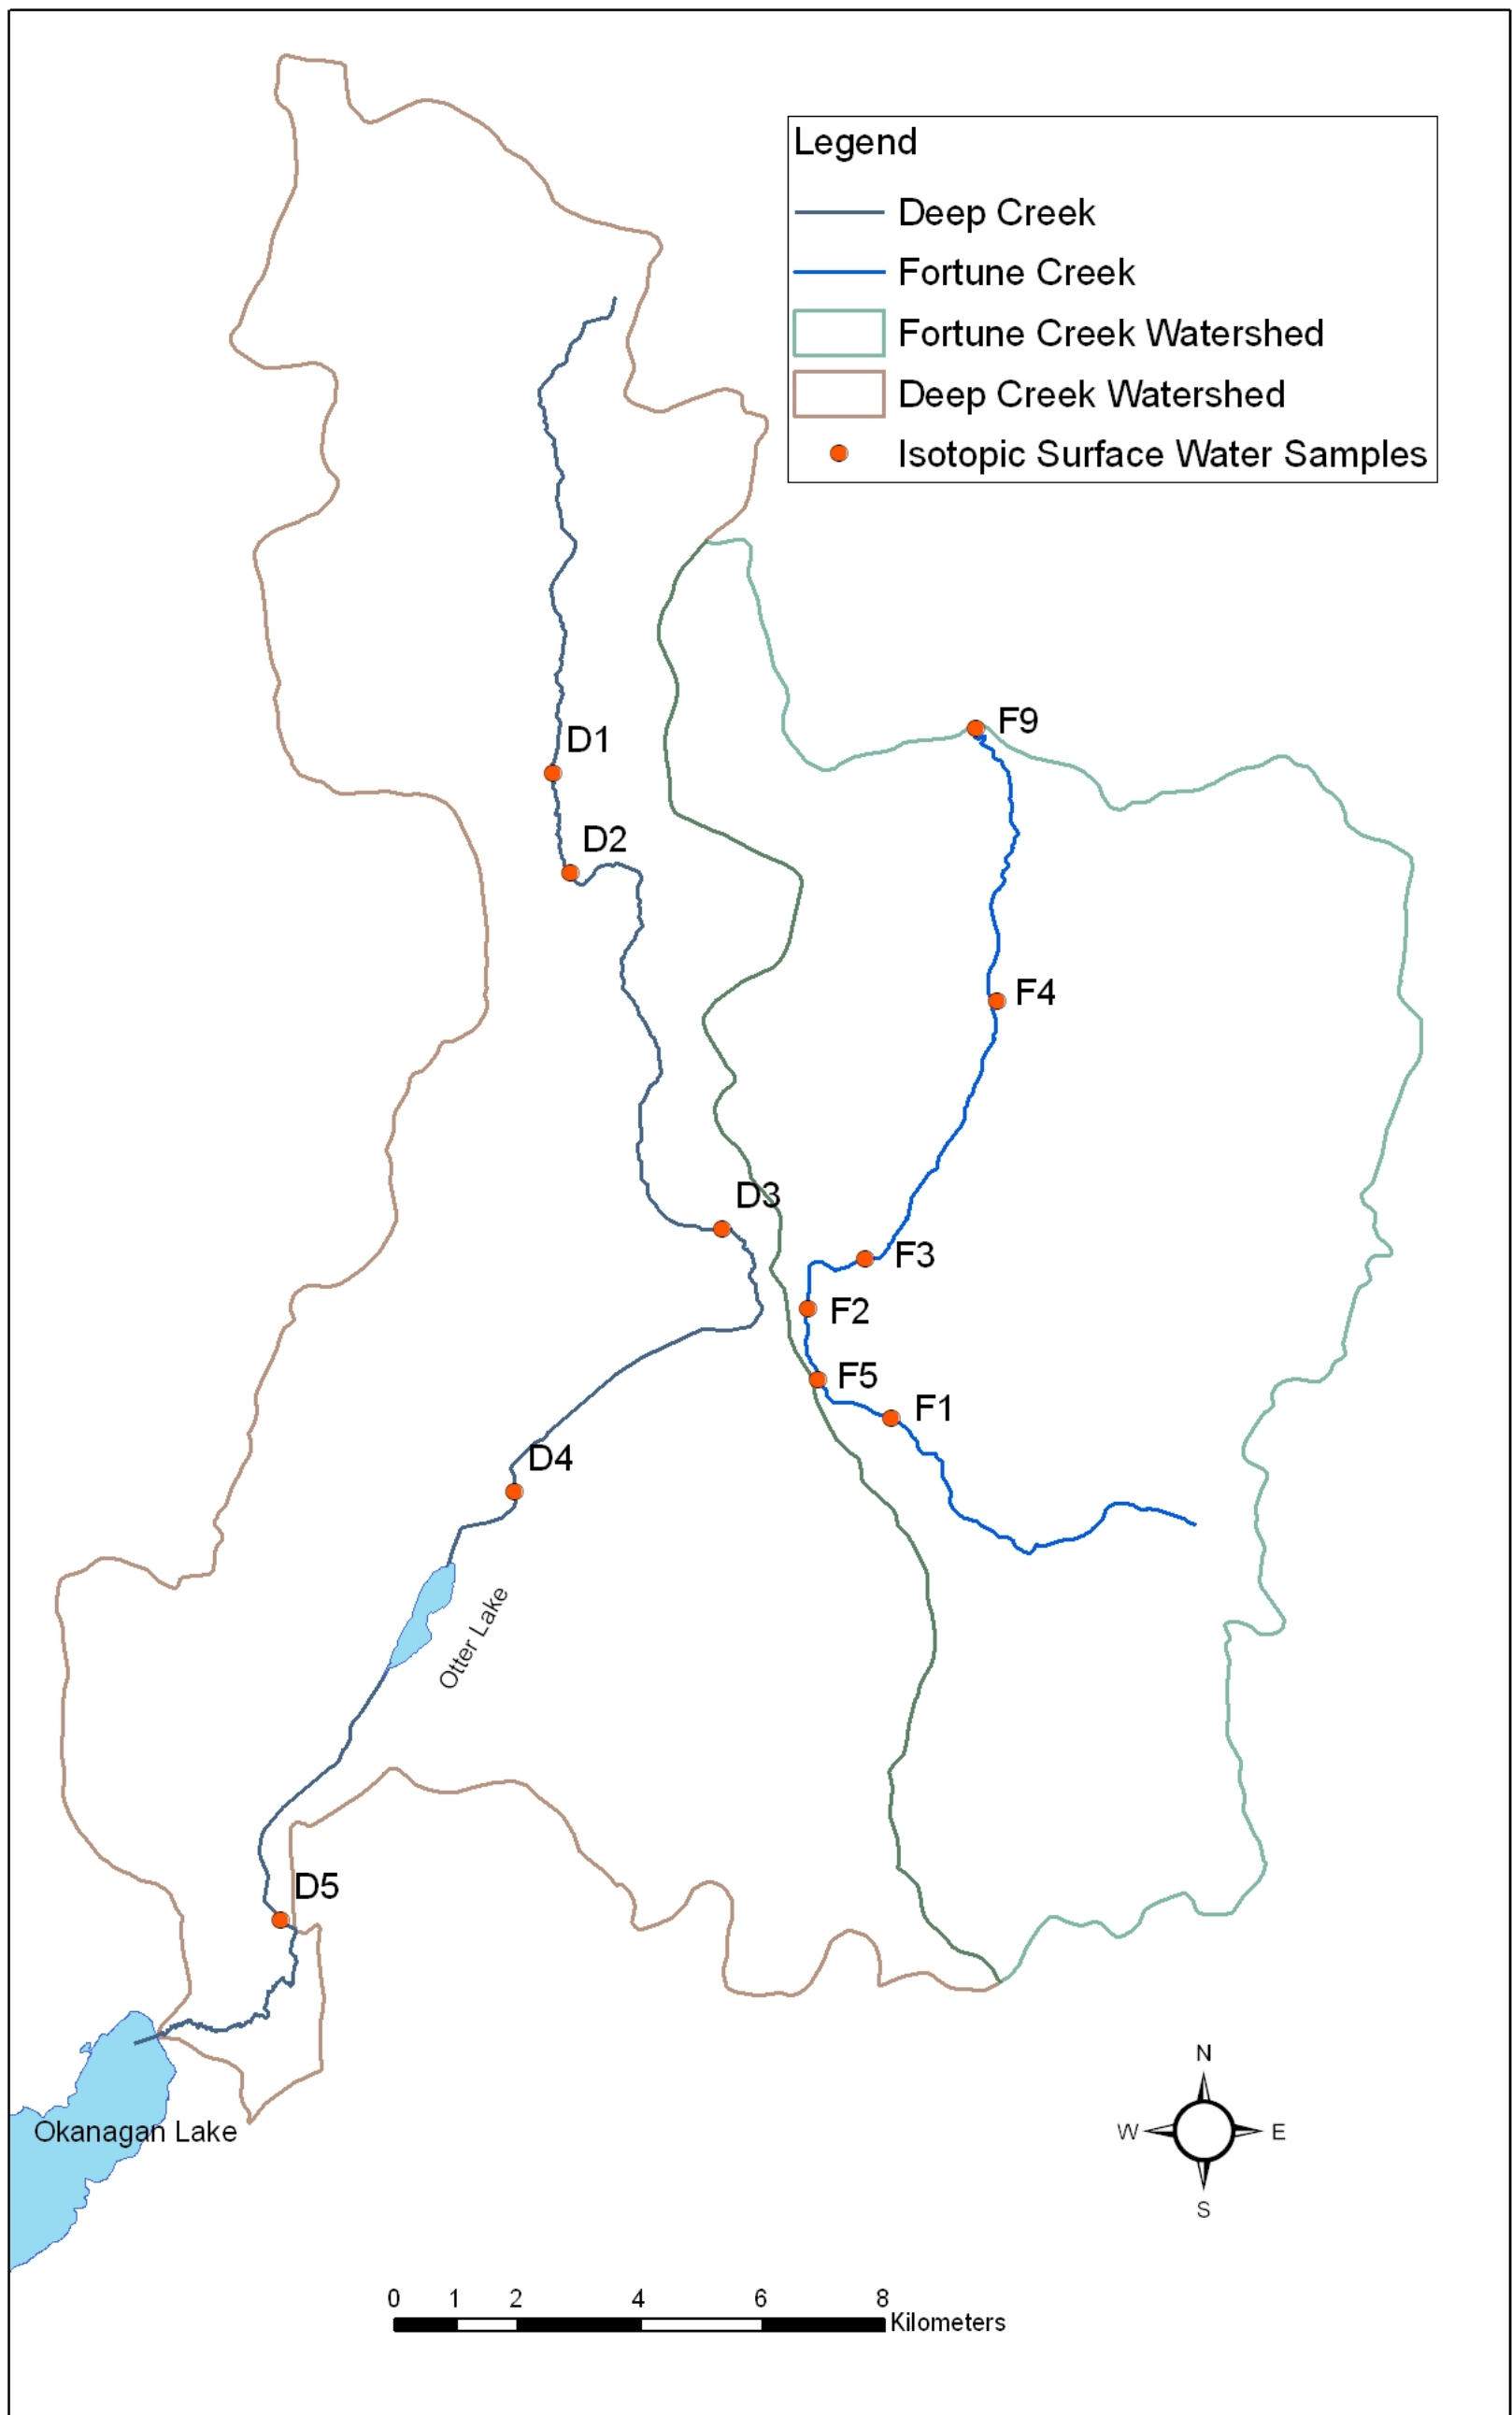 Legend
Deep Creek
Fortune Creek
Fortune Creek Watershed
Deep Creek Watershed
Isotopic Surface Water Samples
F9
D1
D2
F4
D3
F3
F2
F5
F1
D4
Otter Lake
D5
Okanagan Lake
N
W E
S
0 1 2 4 6 8
Kilometers